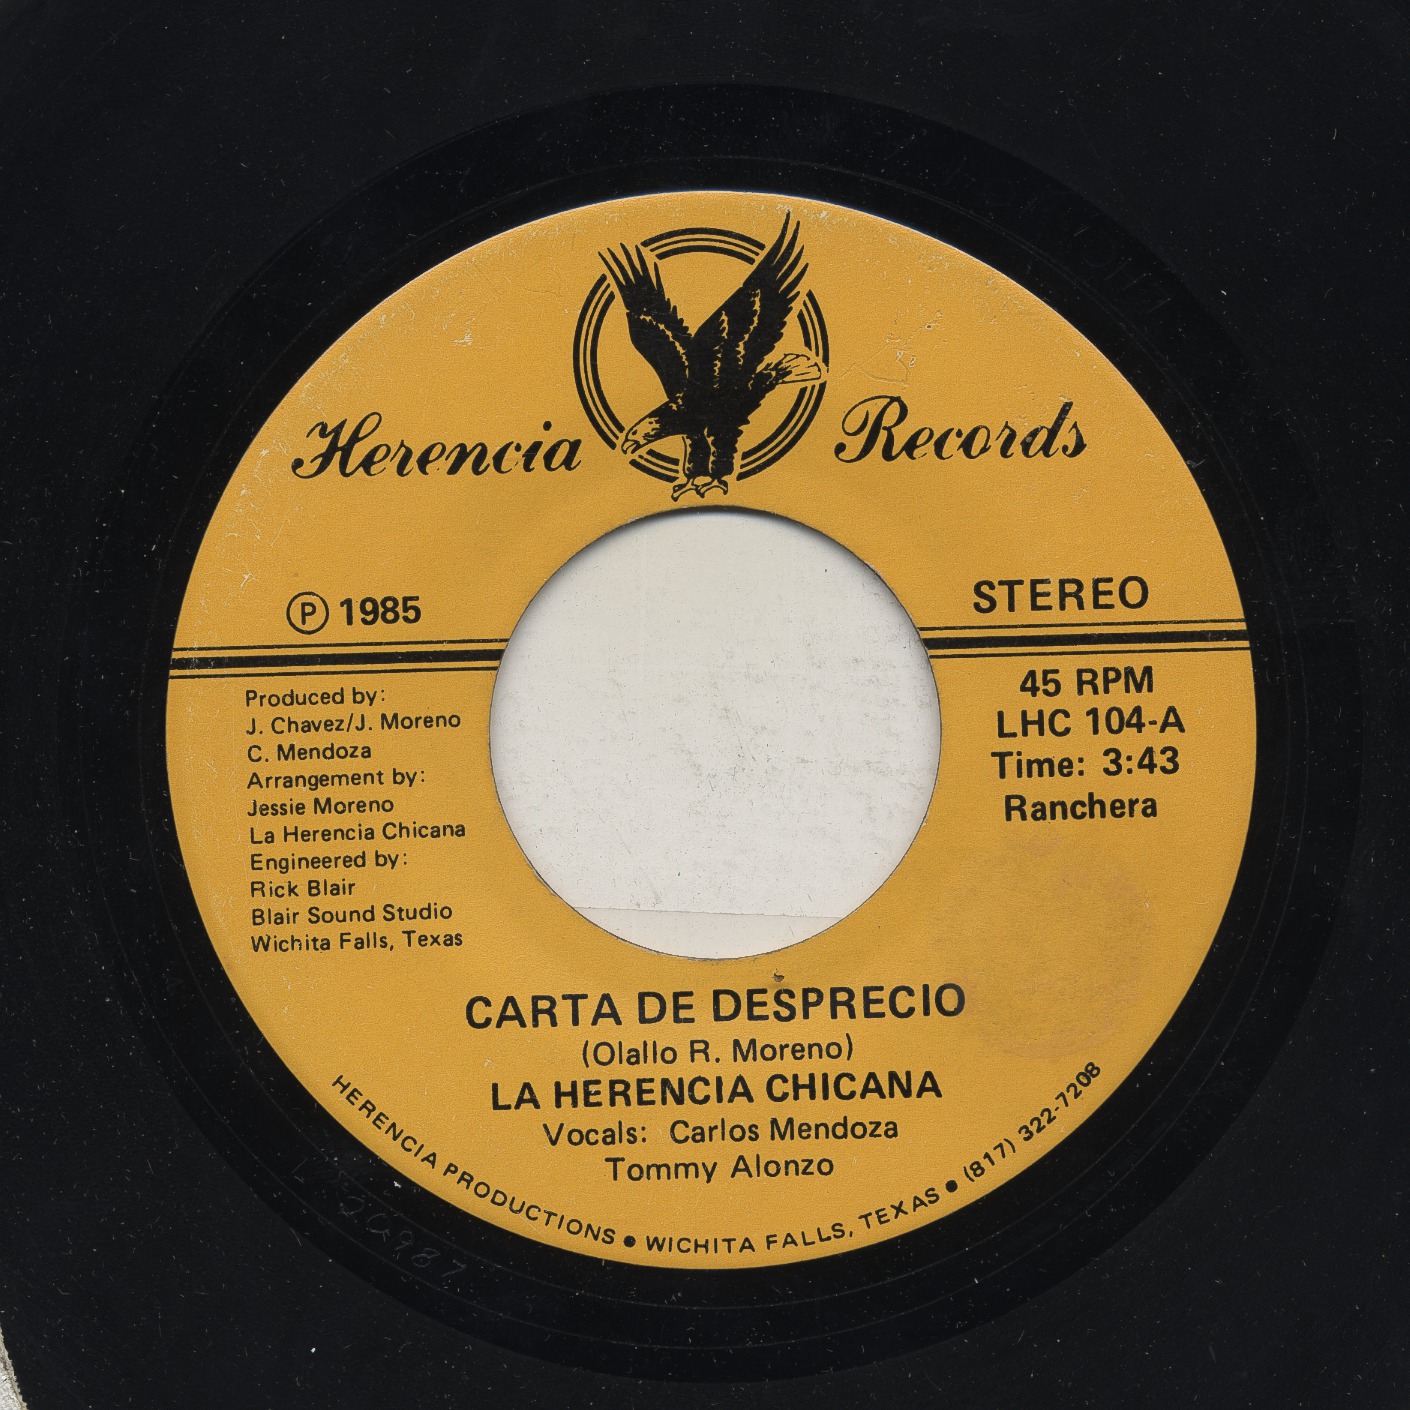 Herencia Records
℗ 1985
STEREO
Produced by:
J. Chavez/J. Moreno
C. Mendoza
Arrangement by:
Jessie Moreno
La Herencia Chicana
Engineered by:
Rick Blair
Blair Sound Studio
Wichita Falls, Texas
45 RPM
LHC 104-A
Time: 3:43
Ranchera
CARTA DE DESPRECIO
(Olallo R. Moreno)
LA HERENCIA CHICANA
Vocals: Carlos Mendoza
Tommy Alonzo
HERENCIA PRODUCTIONS ● WICHITA FALLS, TEXAS ● (817) 322-7208